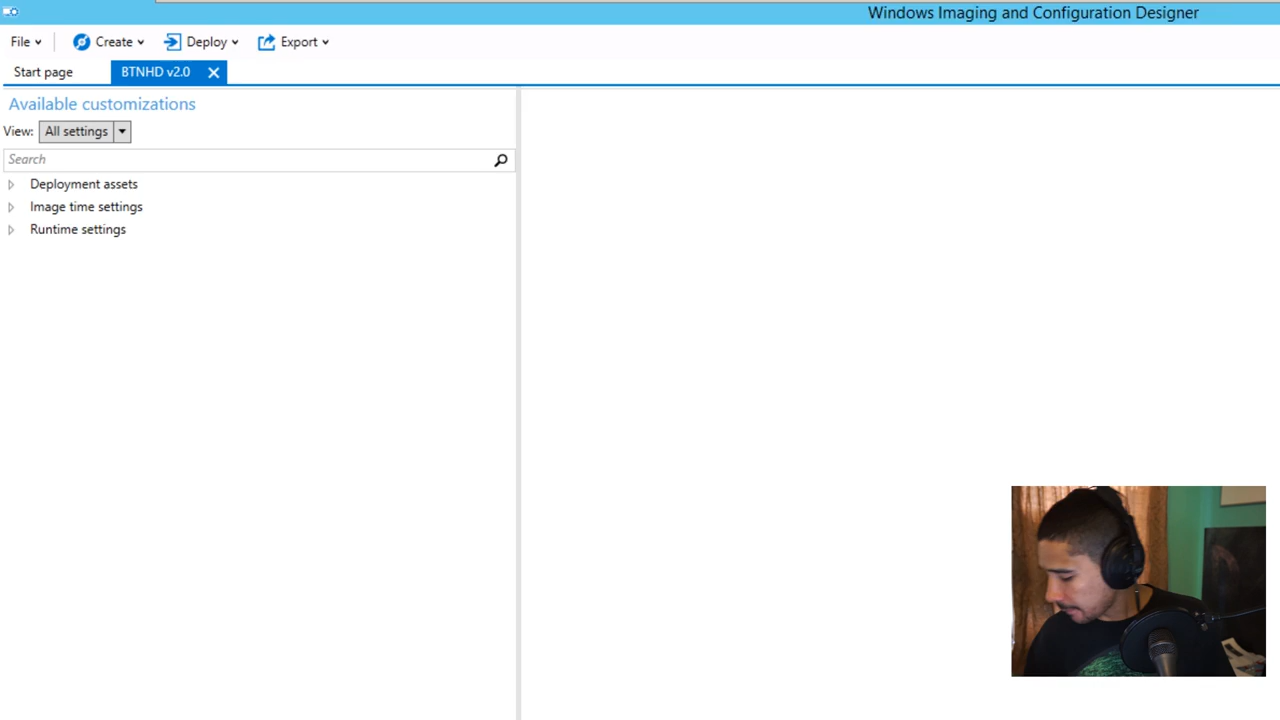 Windows Imaging and Configuration Designer
File Create Deploy Export
Start page BTNHD v2.0
Available customizations
View: All settings
Search
Deployment assets
Image time settings
Runtime settings